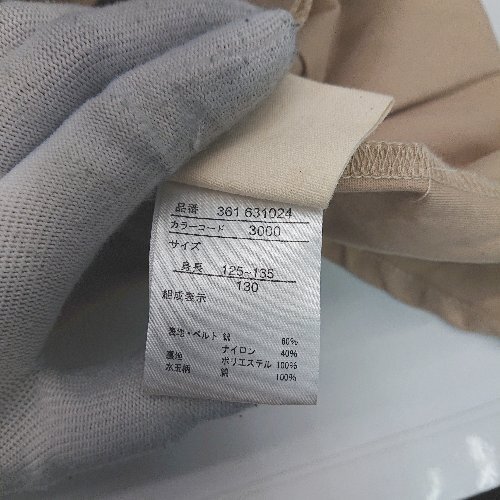 品番 361 631024
カラーコード 3000
サイズ
身長 125~135
130
組成表示
表地・ベルト 綿 60%
ナイロン 40%
裏地 ポリエステル 100%
水玉柄 綿 100%